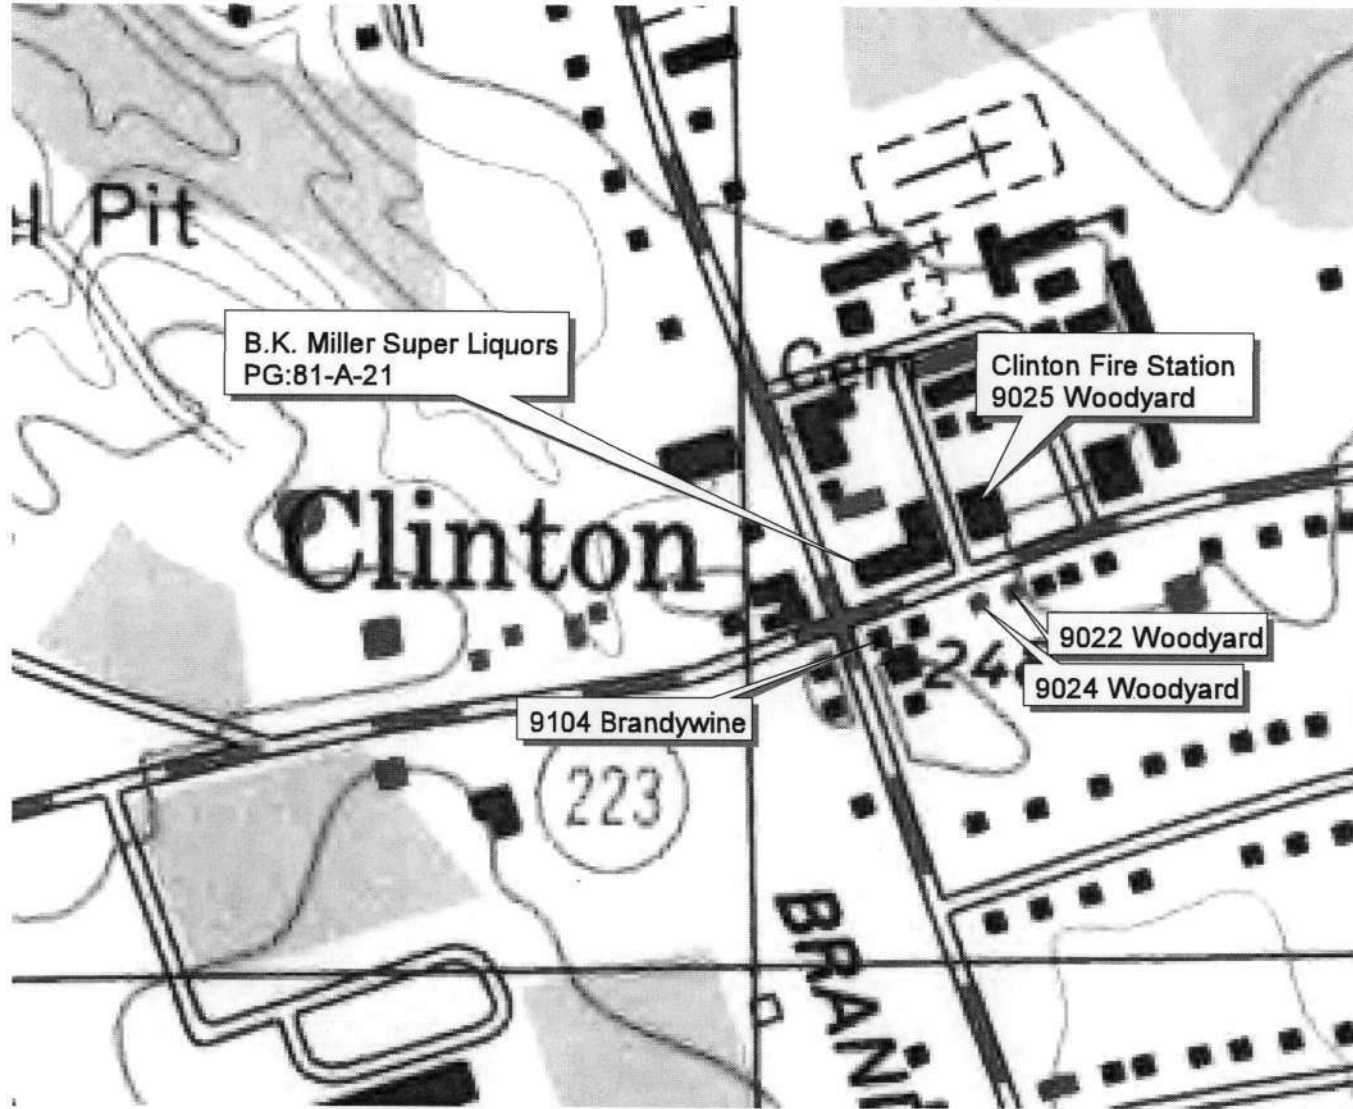 Pit
B.K. Miller Super Liquors
PG:81-A-21
Clinton Fire Station
9025 Woodyard
Clinton
9022 Woodyard
9024 Woodyard
9104 Brandywine
223